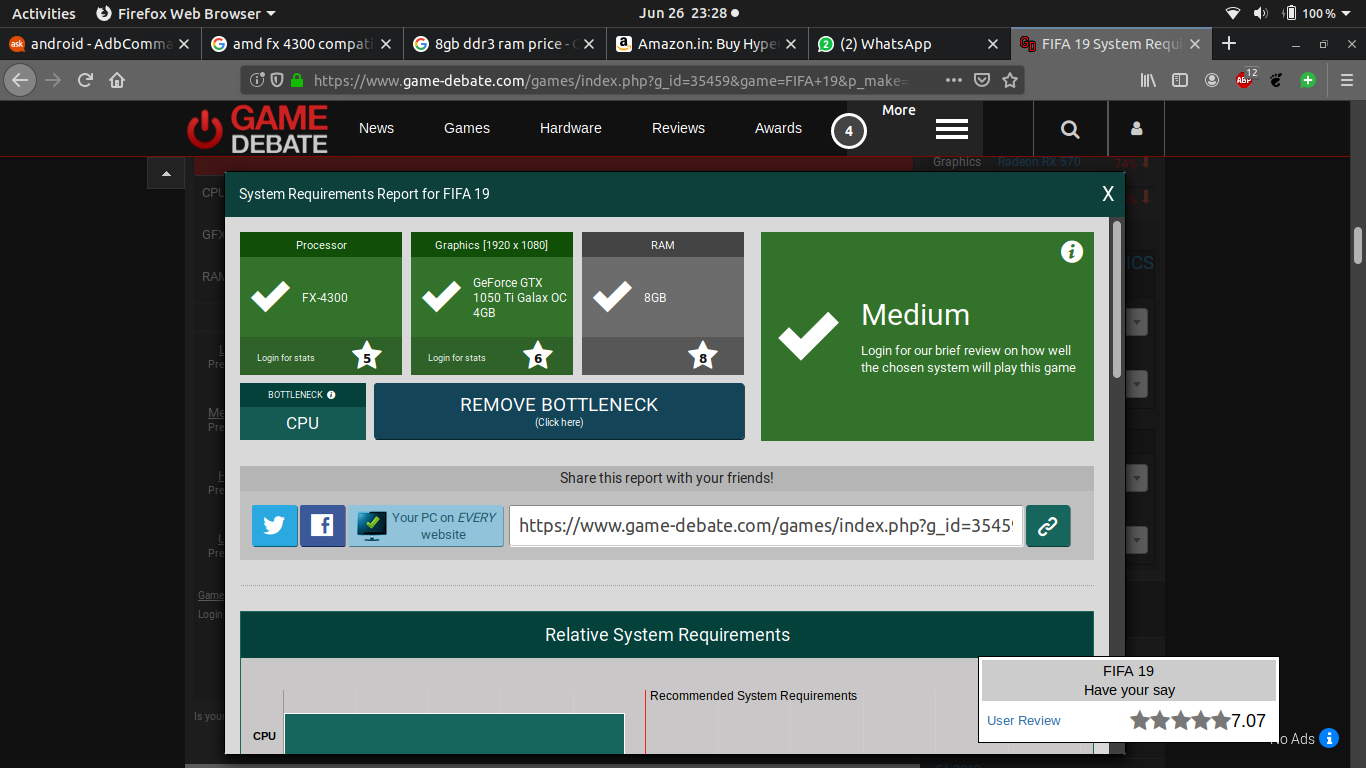 Activities
Firefox Web Browser
Jun 26 23:28
100 %
android - AdbComma
amd fx 4300 compati
8gb ddr3 ram price -
Amazon.in: Buy Hype
(2) WhatsApp
FIFA 19 System Requi
https://www.game-debate.com/games/index.php?g_id=35459&game=FIFA+19&p_make=
ABP
12
GAME
DEBATE
News
Games
Hardware
Reviews
Awards
4
More
Graphics
Radeon RX 570
CPU
GFX
RAM
System Requirements Report for FIFA 19
X
Processor
FX-4300
Login for stats
5
Graphics [1920 x 1080]
GeForce GTX
1050 Ti Galax OC
4GB
Login for stats
6
RAM
8GB
8
Medium
Login for our brief review on how well
the chosen system will play this game
BOTTLENECK
CPU
REMOVE BOTTLENECK
(Click here)
ICS
Share this report with your friends!
Your PC on EVERY
website
https://www.game-debate.com/games/index.php?g_id=35459
Game
Login
Relative System Requirements
Recommended System Requirements
CPU
Is your
FIFA 19
Have your say
User Review
7.07
No Ads